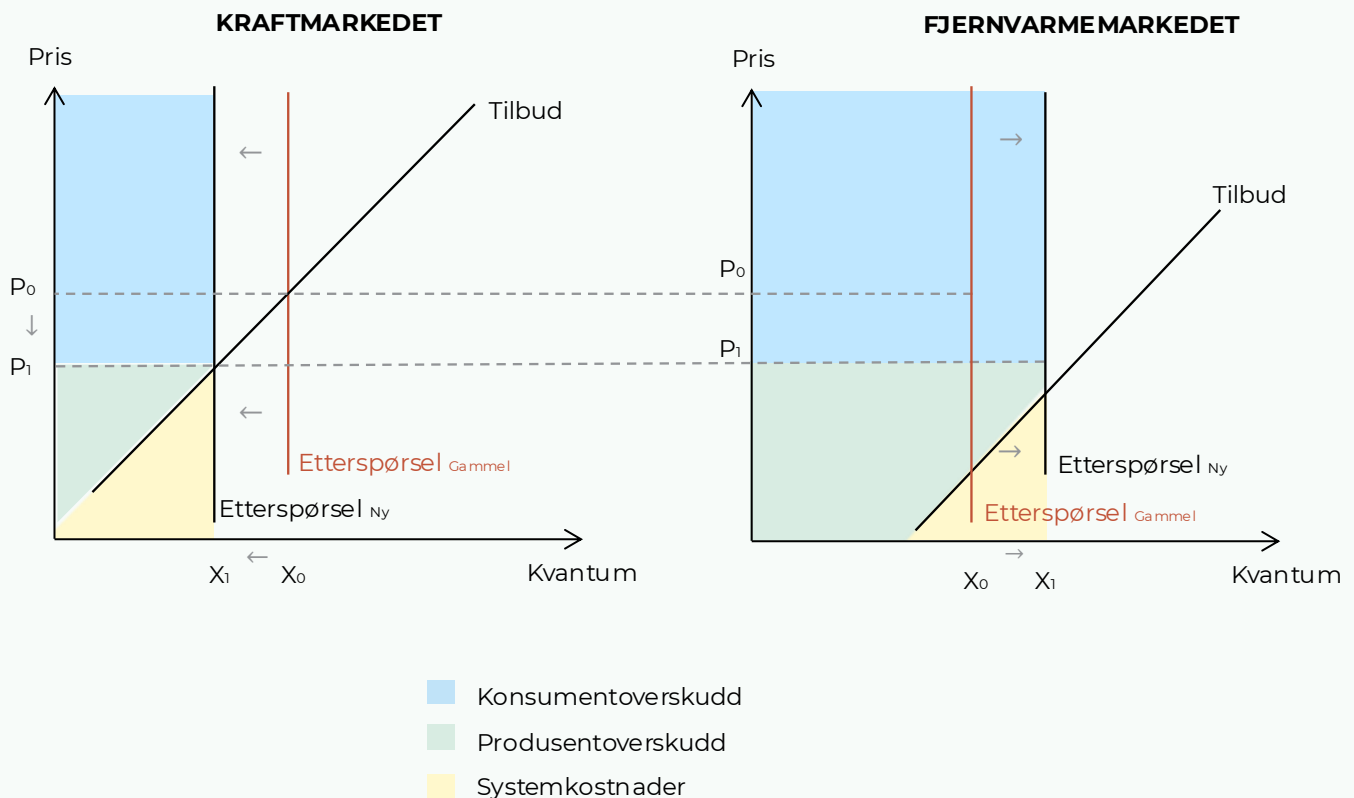 KRAFTMARKEDET
Pris
Tilbud
P₀
↓
P₁
←
←
Etterspørsel Gammel
Etterspørsel Ny
←
X₁ X₀
Kvantum
FJERNVARMEMARKEDET
Pris
→
Tilbud
P₀
P₁
→
Etterspørsel Ny
Etterspørsel Gammel
→
X₀ X₁
Kvantum
Konsumentoverskudd
Produsentoverskudd
Systemkostnader